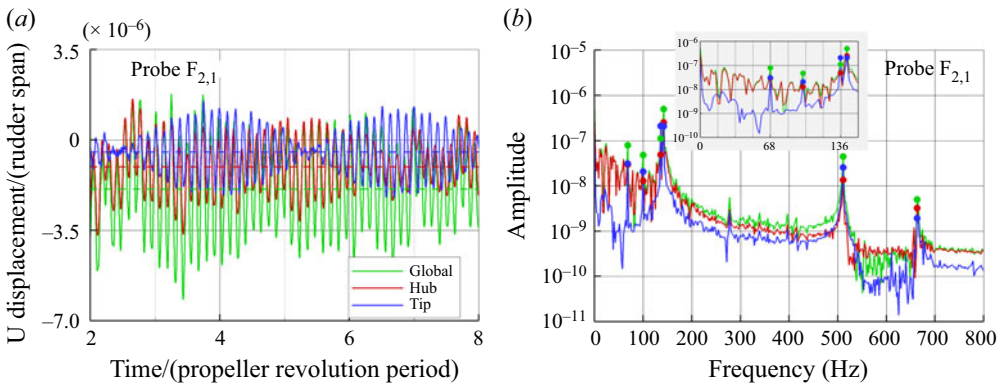 (a)
(× 10⁻⁶)
U displacement/(rudder span)
3.5
0
−3.5
−7.0
Probe F₂,₁
Global
Hub
Tip
2
4
6
8
Time/(propeller revolution period)
(b)
Amplitude
10⁻⁵
10⁻⁶
10⁻⁷
10⁻⁸
10⁻⁹
10⁻¹⁰
10⁻¹¹
10⁻⁶
10⁻⁷
10⁻⁸
10⁻⁹
10⁻¹⁰
0
68
136
Probe F₂,₁
0 100 200 300 400 500 600 700 800
Frequency (Hz)